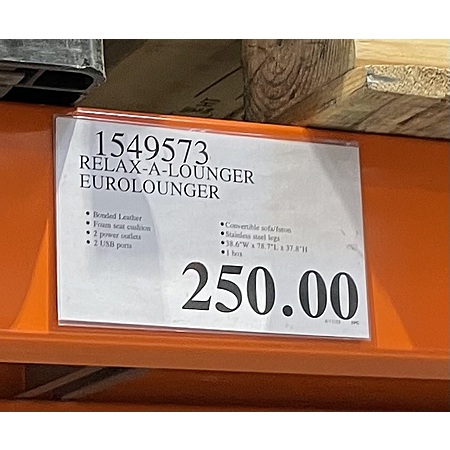 1549573
RELAX-A-LOUNGER
EUROLOUNGER
• Bonded Leather
• Foam seat cushion
• 2 power outlets
• 2 USB ports
• Convertible sofa/futon
• Stainless steel legs
• 38.6"W x 78.7"L x 37.8"H
• 1 box
250.00